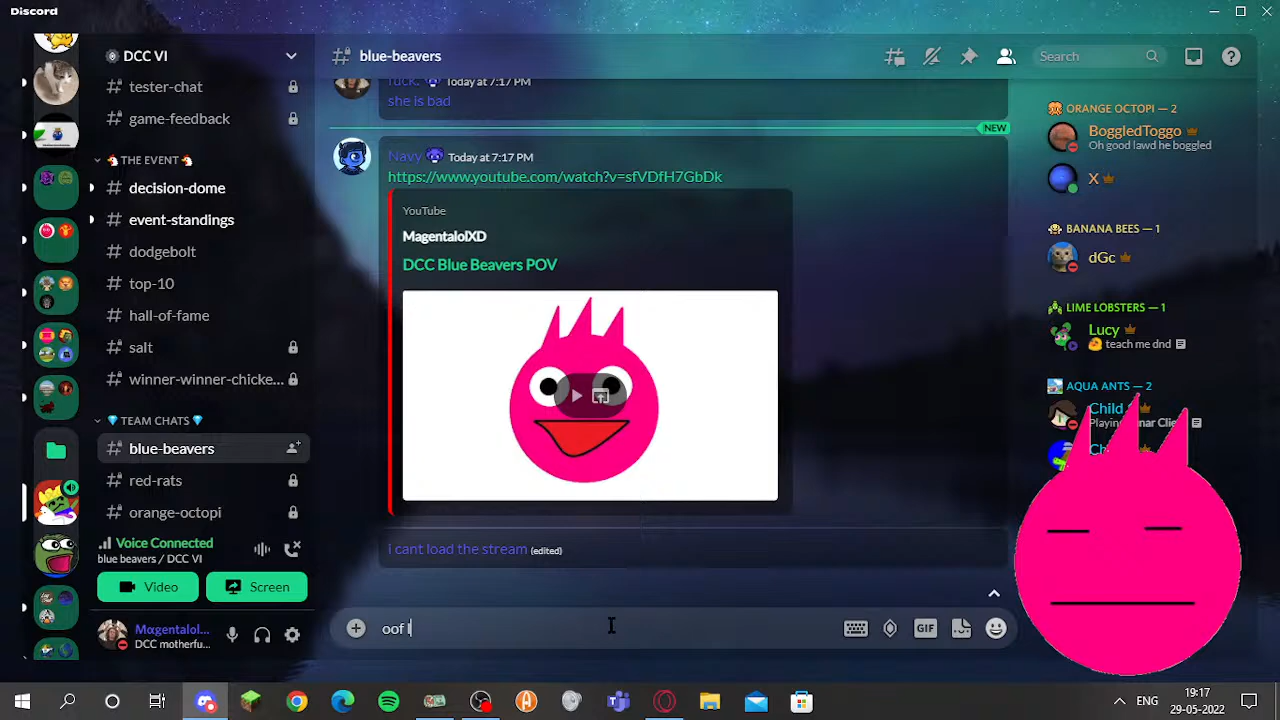 Discord
DCC VI
tester-chat
game-feedback
THE EVENT
decision-dome
event-standings
dodgebolt
top-10
hall-of-fame
salt
winner-winner-chicke...
TEAM CHATS
blue-beavers
red-rats
orange-octopi
Voice Connected
blue beavers / DCC VI
Video
Screen
Mαgentalol...
DCC motherfu...
blue-beavers
Search
Today at 7:17 PM
she is bad
NEW
Navy Today at 7:17 PM
https://www.youtube.com/watch?v=sfVDfH7GbDk
YouTube
MagentalolXD
DCC Blue Beavers POV
i cant load the stream (edited)
oof
GIF
ORANGE OCTOPI — 2
BoggledToggo
Oh good lawd he boggled
X
BANANA BEES — 1
dGc
LIME LOBSTERS — 1
Lucy
teach me dnd
AQUA ANTS — 2
Child
ENG
19:17
29-05-2022